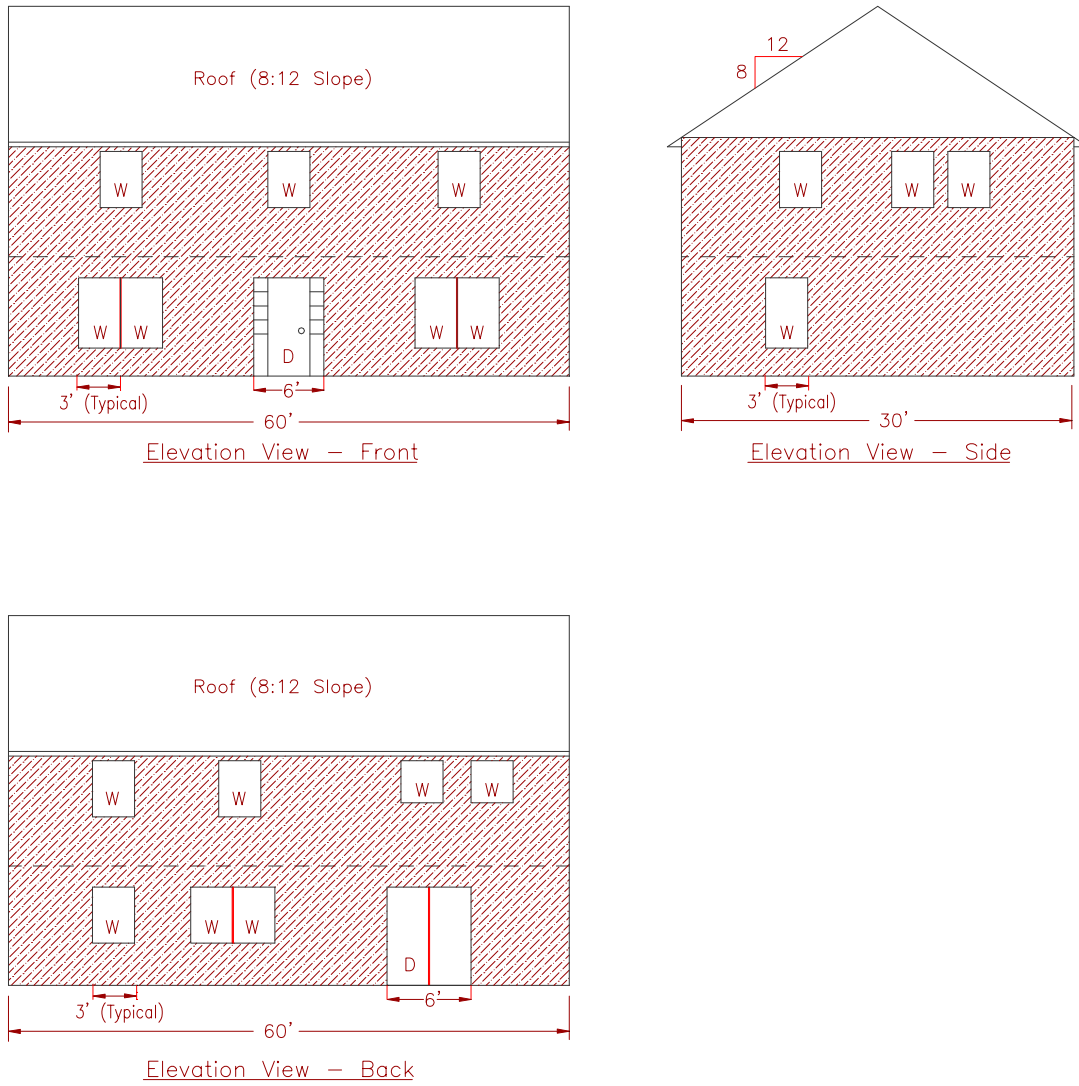 Roof (8:12 Slope)
W W W
W W D W W
6'
3' (Typical)
60'
Elevation View – Front
12
8
W W W
W
3' (Typical)
30'
Elevation View – Side
Roof (8:12 Slope)
W W W W
W W W D
3' (Typical)
6'
60'
Elevation View – Back